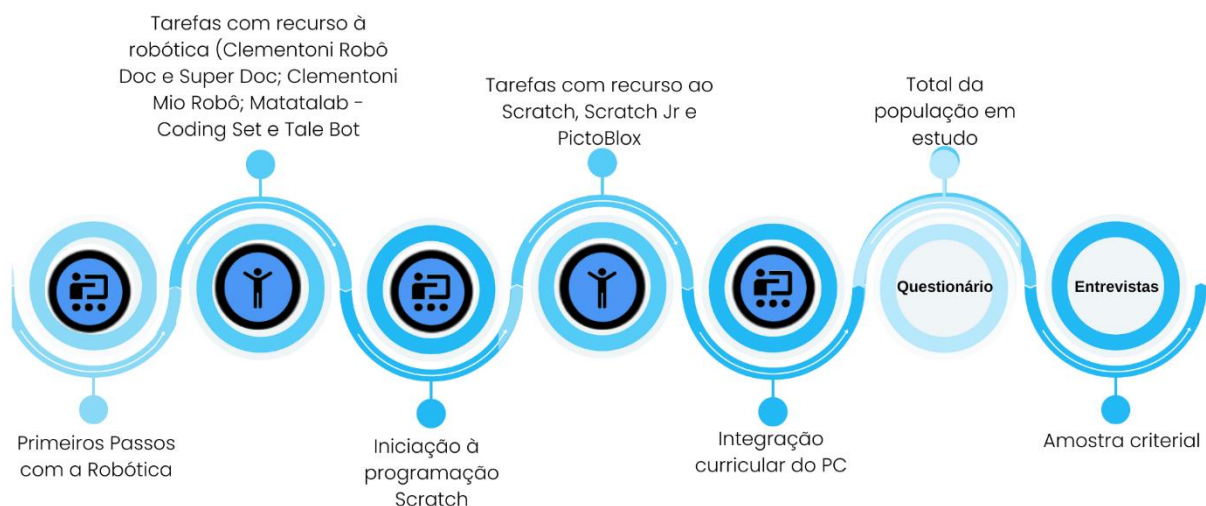 Tarefas com recurso à
robótica (Clementoni Robô
Doc e Super Doc; Clementoni
Mio Robô; Matatalab -
Coding Set e Tale Bot
Tarefas com recurso ao
Scratch, Scratch Jr e
PictoBlox
Total da
população em
estudo
Questionário
Entrevistas
Primeiros Passos
com a Robótica
Iniciação à
programação
Scratch
Integração
curricular do PC
Amostra criterial